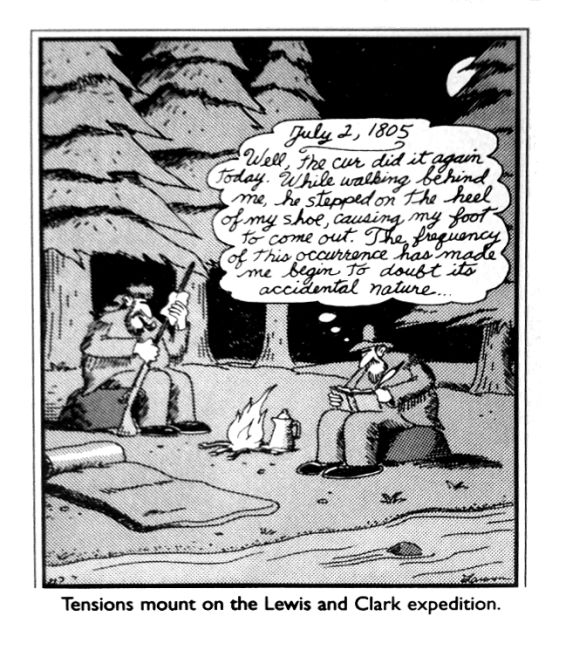 July 2, 1805
Well, the cur did it again
today. While walking behind
me, he stepped on the heel
of my shoe, causing my foot
to come out. The frequency
of this occurrence has made
me begin to doubt its
accidental nature...
Larson
Tensions mount on the Lewis and Clark expedition.